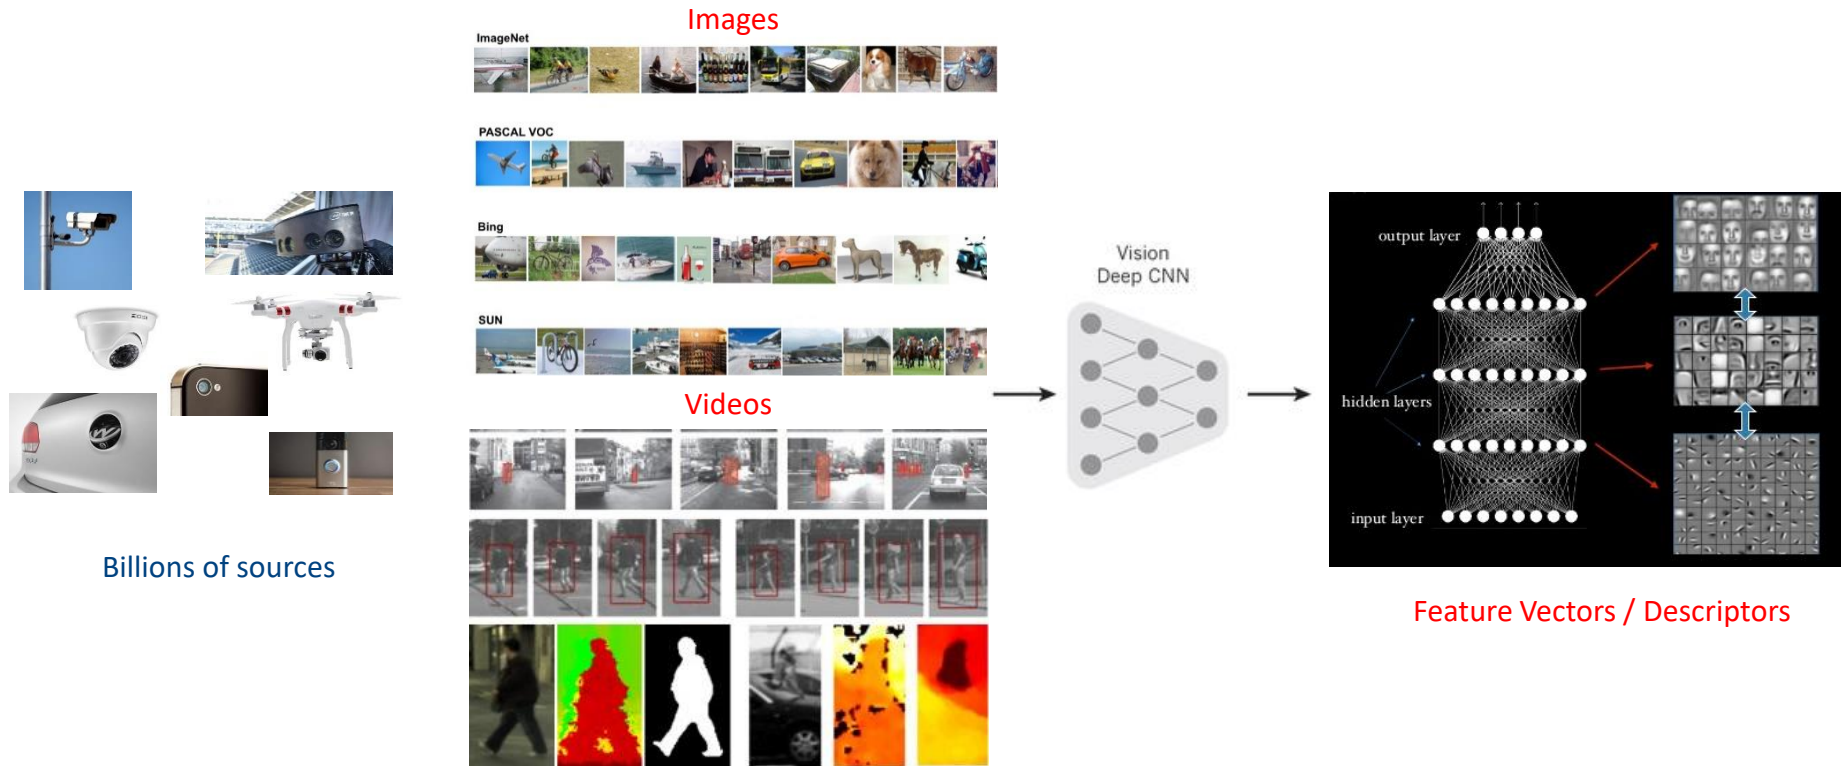 Images
ImageNet
PASCAL VOC
Bing
SUN
Videos
Billions of sources
Vision
Deep CNN
output layer
hidden layers
input layer
Feature Vectors / Descriptors